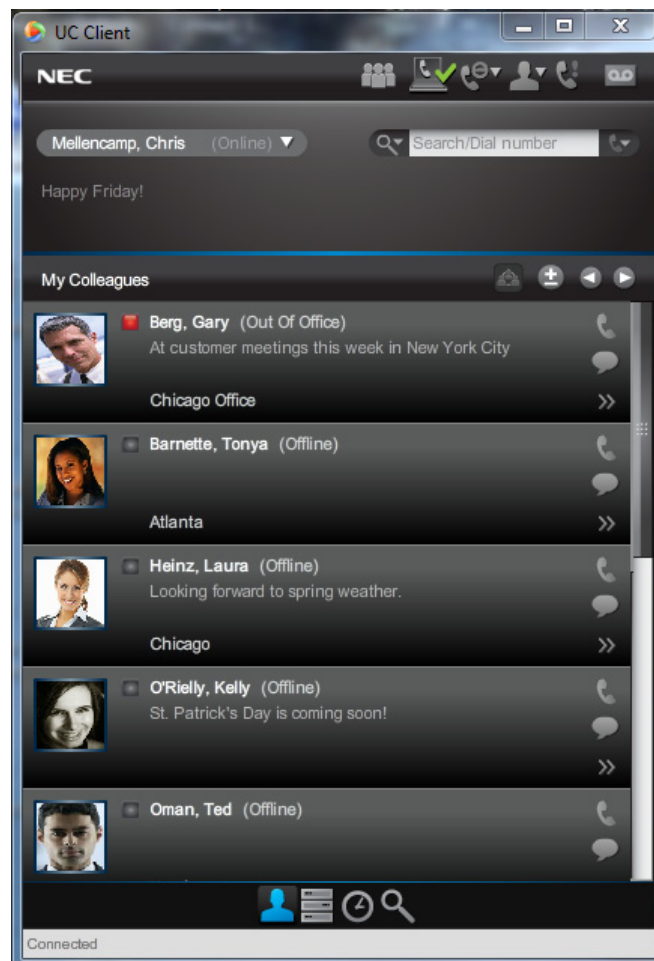 UC Client
NEC
Mellencamp, Chris (Online)
Search/Dial number
Happy Friday!
My Colleagues
Berg, Gary (Out Of Office)
At customer meetings this week in New York City
Chicago Office
Barnette, Tonya (Offline)
Atlanta
Heinz, Laura (Offline)
Looking forward to spring weather.
Chicago
O'Rielly, Kelly (Offline)
St. Patrick's Day is coming soon!
Oman, Ted (Offline)
Connected